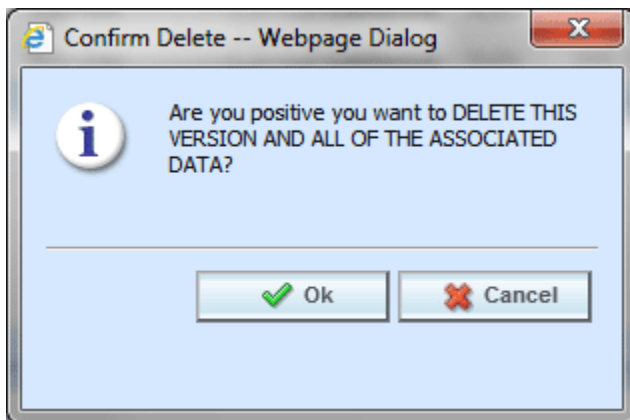 Confirm Delete -- Webpage Dialog
Are you positive you want to DELETE THIS
VERSION AND ALL OF THE ASSOCIATED
DATA?
Ok
Cancel